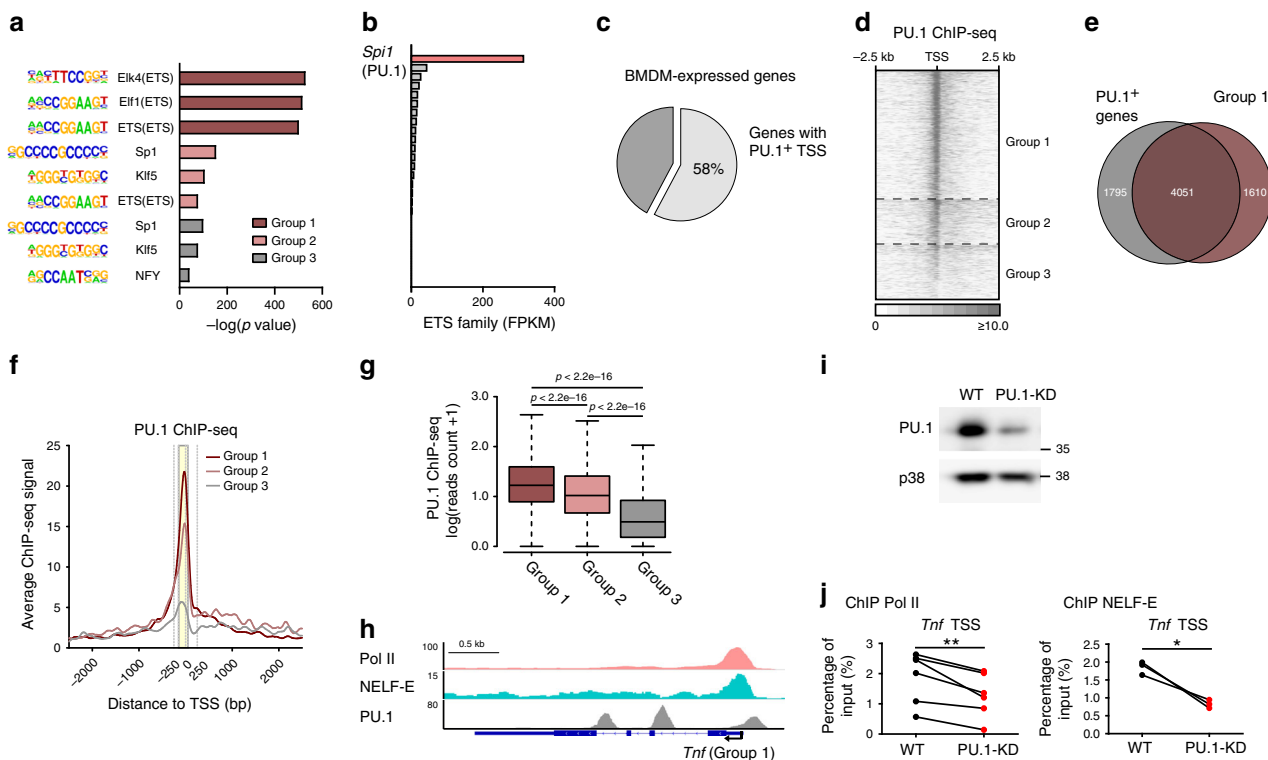 a
Elk4(ETS)
Elf1(ETS)
ETS(ETS)
Sp1
Klf5
ETS(ETS)
Sp1
Klf5
NFY
Group 1
Group 2
Group 3
0 200 400 600
–log(p value)
b
Spi1
(PU.1)
0 200 400
ETS family (FPKM)
c
BMDM-expressed genes
Genes with
PU.1+ TSS
58%
d
PU.1 ChIP-seq
–2.5 kb TSS 2.5 kb
Group 1
Group 2
Group 3
0 ≥10.0
e
PU.1+
genes
Group 1
1795 4051 1610
f
PU.1 ChIP-seq
25
20
15
10
5
0
Group 1
Group 2
Group 3
Average ChIP-seq signal
–2000 –1000 –250 0 250 1000 2000
Distance to TSS (bp)
g
p < 2.2e–16
p < 2.2e–16
p < 2.2e–16
3.0
2.0
1.0
0.0
PU.1 ChIP-seq
log(reads count +1)
Group 1
Group 2
Group 3
h
100
0.5 kb
Pol II
15
NELF-E
80
PU.1
Tnf (Group 1)
i
WT PU.1-KD
PU.1
35
p38
38
j
ChIP Pol II
Tnf TSS
**
3
2
1
0
Percentage of
input (%)
WT PU.1-KD
ChIP NELF-E
Tnf TSS
*
2.0
1.5
1.0
0.5
0.0
Percentage of
input (%)
WT PU.1-KD